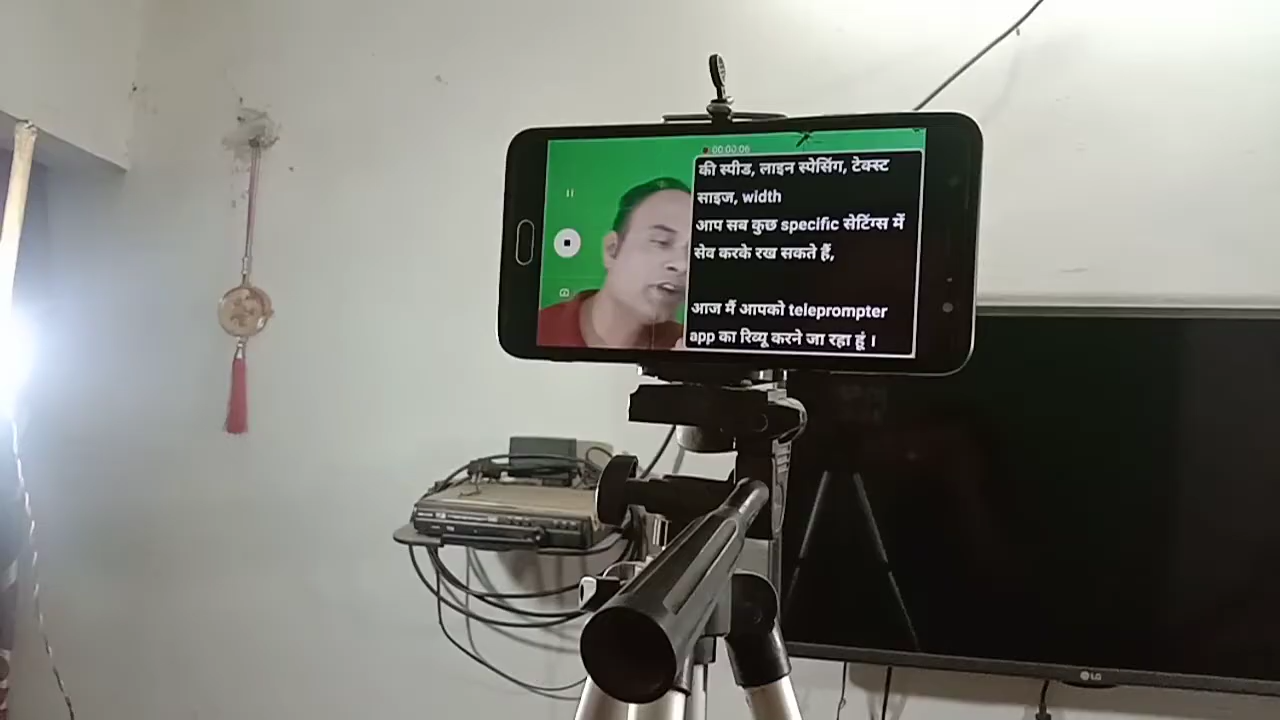 00:00:06
की स्पीड, लाइन स्पेसिंग, टेक्स्ट
साइज, width
आप सब कुछ specific सेटिंग्स में
सेव करके रख सकते हैं,
आज मैं आपको teleprompter
app का रिव्यू करने जा रहा हूं ।
LG